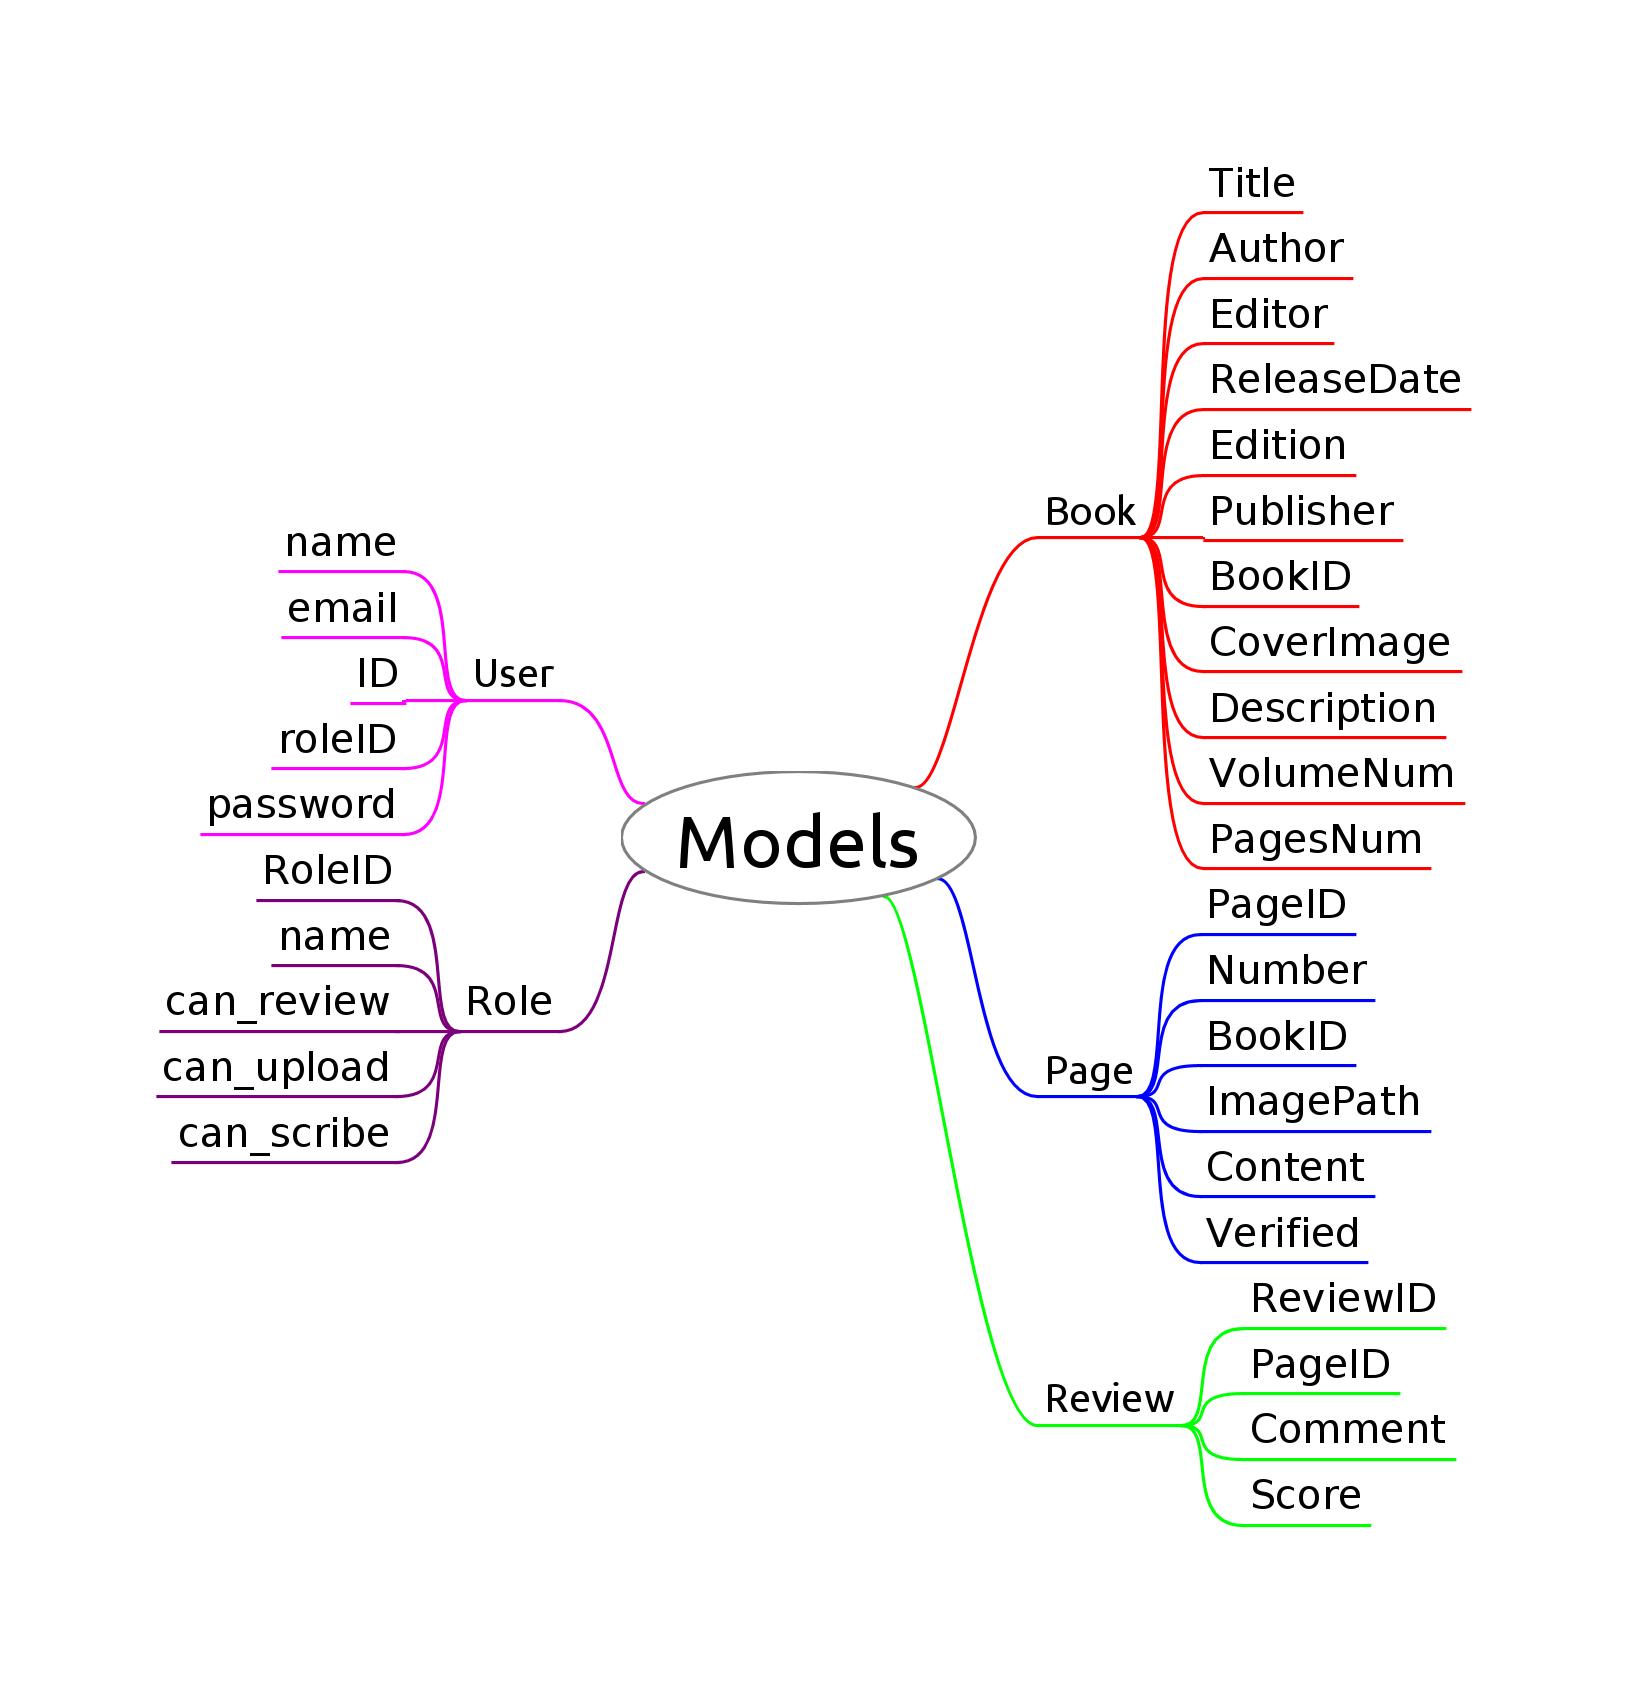 Models
Book
Title
Author
Editor
ReleaseDate
Edition
Publisher
BookID
CoverImage
Description
VolumeNum
PagesNum
Page
PageID
Number
BookID
ImagePath
Content
Verified
Review
ReviewID
PageID
Comment
Score
User
name
email
ID
roleID
password
Role
RoleID
name
can_review
can_upload
can_scribe